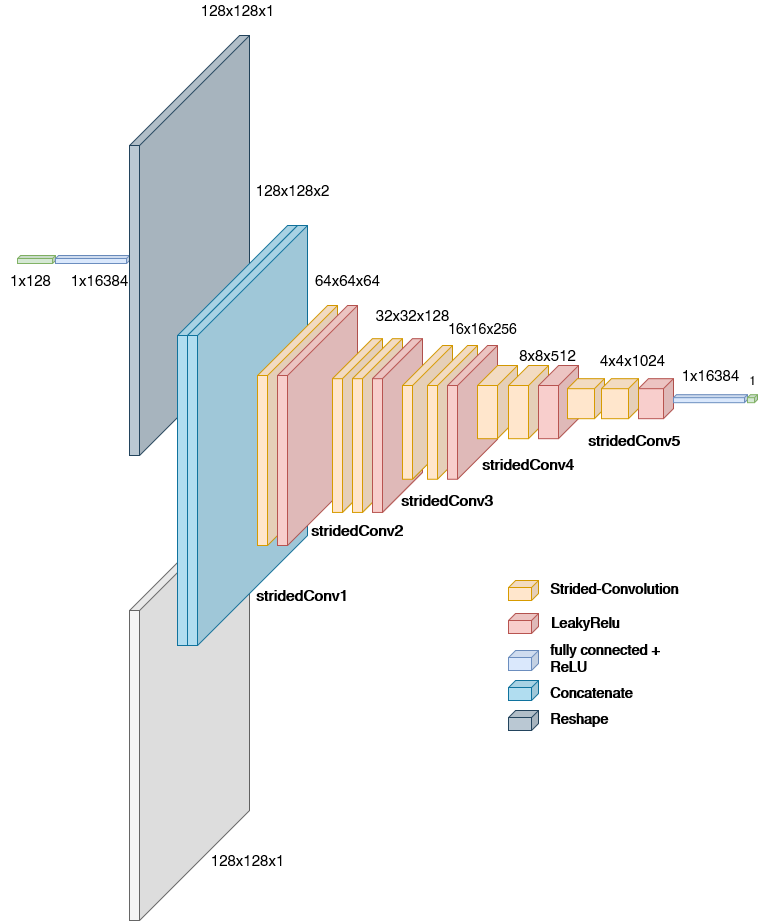 128x128x1
128x128x2
1x128
1x16384
64x64x64
32x32x128
16x16x256
8x8x512
4x4x1024
1x16384
1
stridedConv5
stridedConv4
stridedConv3
stridedConv2
stridedConv1
Strided-Convolution
LeakyRelu
fully connected +
ReLU
Concatenate
Reshape
128x128x1